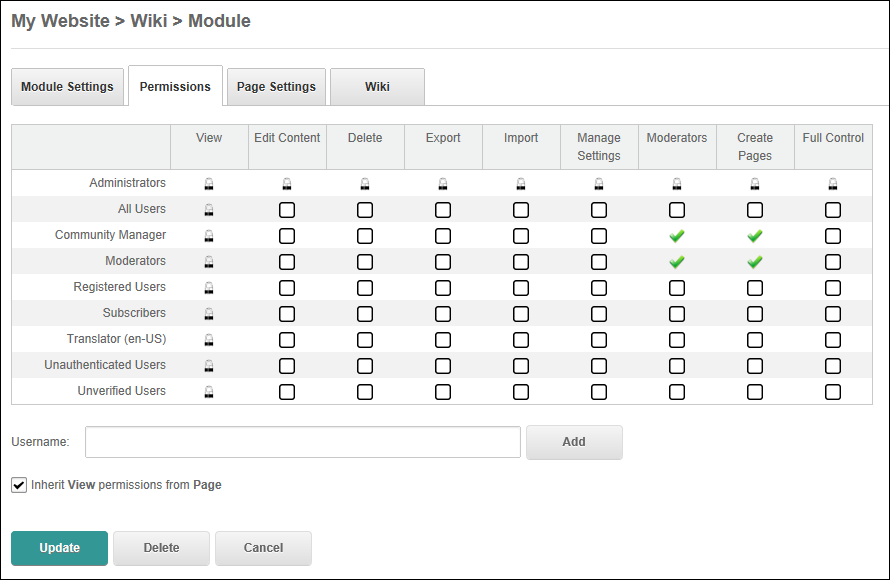 My Website > Wiki > Module
Module Settings Permissions Page Settings Wiki
View Edit Content Delete Export Import Manage Settings Moderators Create Pages Full Control
Administrators
All Users
Community Manager
Moderators
Registered Users
Subscribers
Translator (en-US)
Unauthenticated Users
Unverified Users
Username: Add
Inherit View permissions from Page
Update Delete Cancel